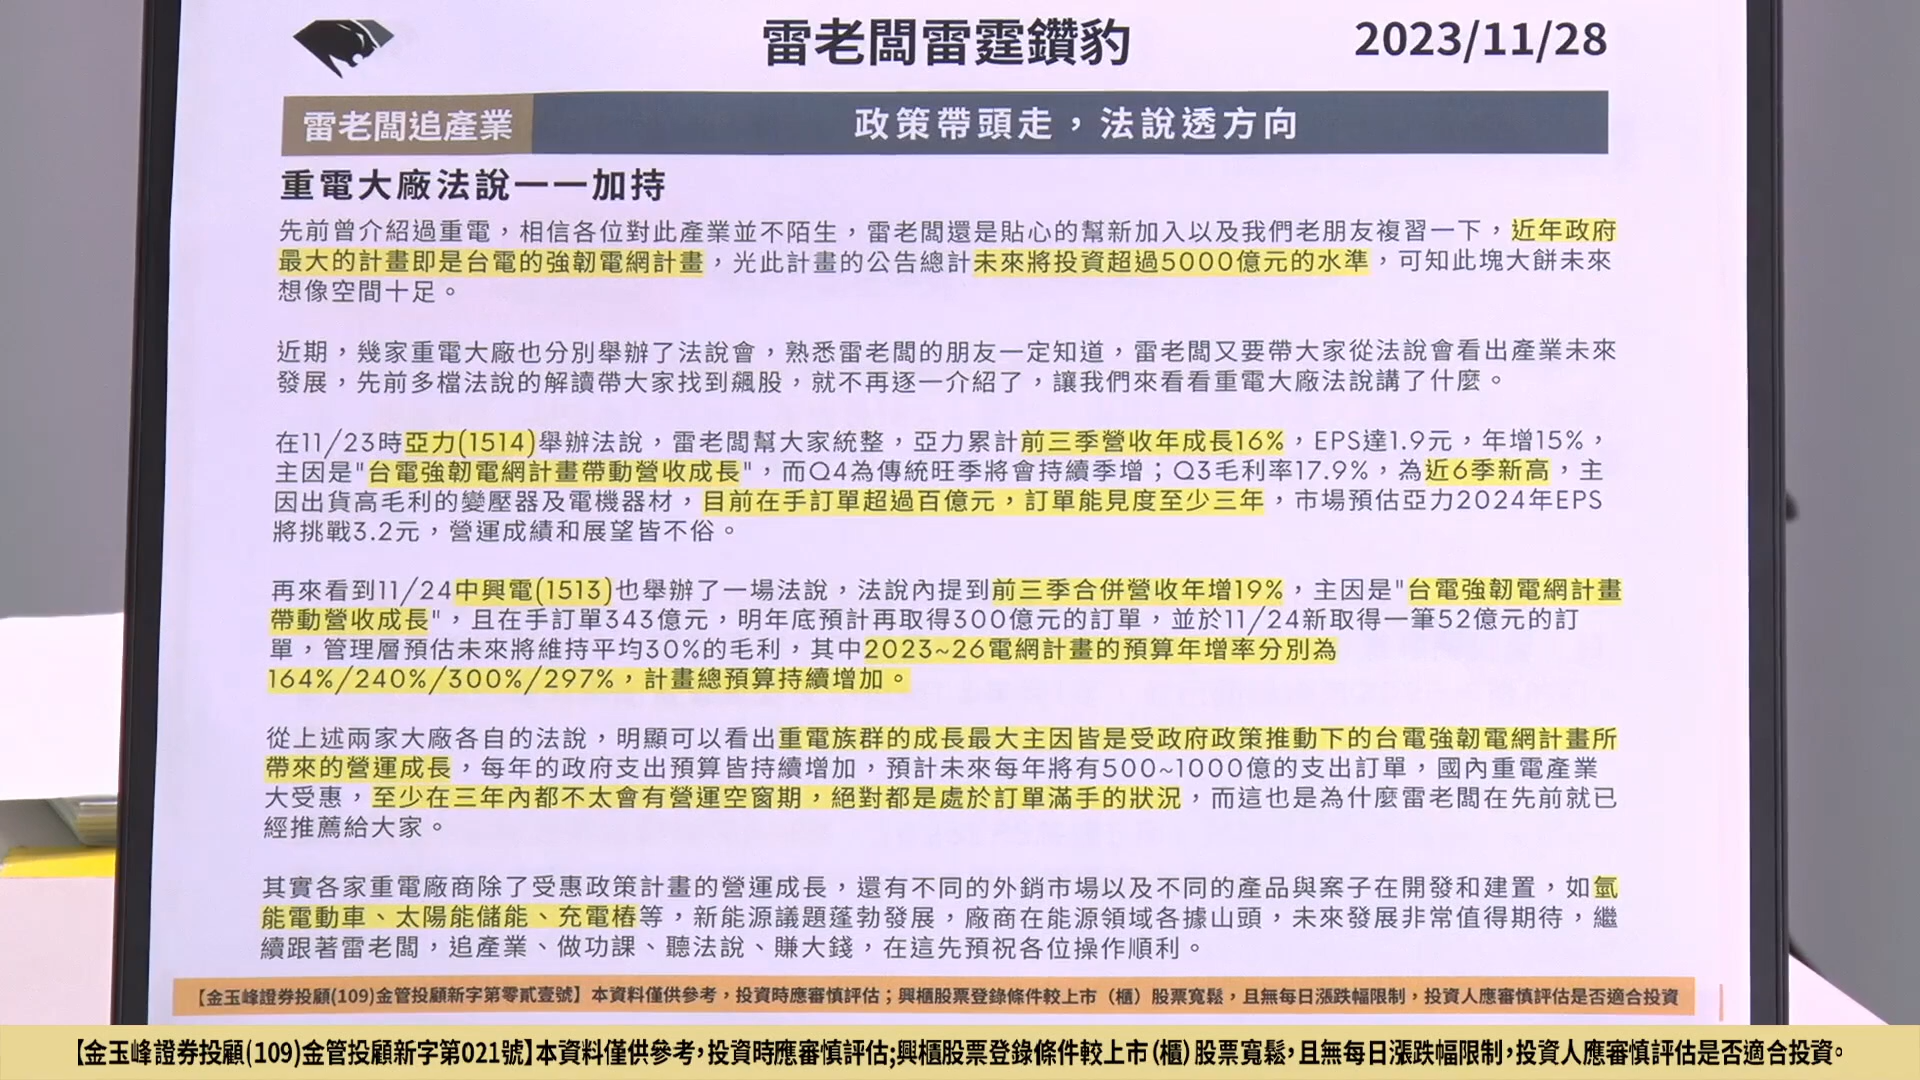 雷老闆雷霆鑽豹
2023/11/28
雷老闆追產業
政策帶頭走，法說透方向
重電大廠法說一一加持
先前曾介紹過重電，相信各位對此產業並不陌生，雷老闆還是貼心的幫新加入以及我們老朋友複習一下，近年政府
最大的計畫即是台電的強韌電網計畫，光此計畫的公告總計未來將投資超過5000億元的水準，可知此塊大餅未來
想像空間十足。
近期，幾家重電大廠也分別舉辦了法說會，熟悉雷老闆的朋友一定知道，雷老闆又要帶大家從法說會看出產業未來
發展，先前多檔法說的解讀帶大家找到飆股，就不再逐一介紹了，讓我們來看看重電大廠法說講了什麼。
在11/23時亞力(1514)舉辦法說，雷老闆幫大家統整，亞力累計前三季營收年成長16%，EPS達1.9元，年增15%，
主因是"台電強韌電網計畫帶動營收成長"，而Q4為傳統旺季將會持續季增；Q3毛利率17.9%，為近6季新高，主
因出貨高毛利的變壓器及電機器材，目前在手訂單超過百億元，訂單能見度至少三年，市場預估亞力2024年EPS
將挑戰3.2元，營運成績和展望皆不俗。
再來看到11/24中興電(1513)也舉辦了一場法說，法說內提到前三季合併營收年增19%，主因是"台電強韌電網計畫
帶動營收成長"，且在手訂單343億元，明年底預計再取得300億元的訂單，並於11/24新取得一筆52億元的訂
單，管理層預估未來將維持平均30%的毛利，其中2023~26電網計畫的預算年增率分別為
164%/240%/300%/297%，計畫總預算持續增加。
從上述兩家大廠各自的法說，明顯可以看出重電族群的成長最大主因皆是受政府政策推動下的台電強韌電網計畫所
帶來的營運成長，每年的政府支出預算皆持續增加，預計未來每年將有500~1000億的支出訂單，國內重電產業
大受惠，至少在三年內都不太會有營運空窗期，絕對都是處於訂單滿手的狀況，而這也是為什麼雷老闆在先前就已
經推薦給大家。
其實各家重電廠商除了受惠政策計畫的營運成長，還有不同的外銷市場以及不同的產品與案子在開發和建置，如氫
能電動車、太陽能儲能、充電樁等，新能源議題蓬勃發展，廠商在能源領域各據山頭，未來發展非常值得期待，繼
續跟著雷老闆，追產業、做功課、聽法說、賺大錢，在這先預祝各位操作順利。
【金玉峰證券投顧(109)金管投顧新字第零貳壹號】本資料僅供參考，投資時應審慎評估；興櫃股票登錄條件較上市（櫃）股票寬鬆，且無每日漲跌幅限制，投資人應審慎評估是否適合投資
【金玉峰證券投顧(109)金管投顧新字第021號】本資料僅供參考,投資時應審慎評估;興櫃股票登錄條件較上市(櫃)股票寬鬆,且無每日漲跌幅限制,投資人應審慎評估是否適合投資。